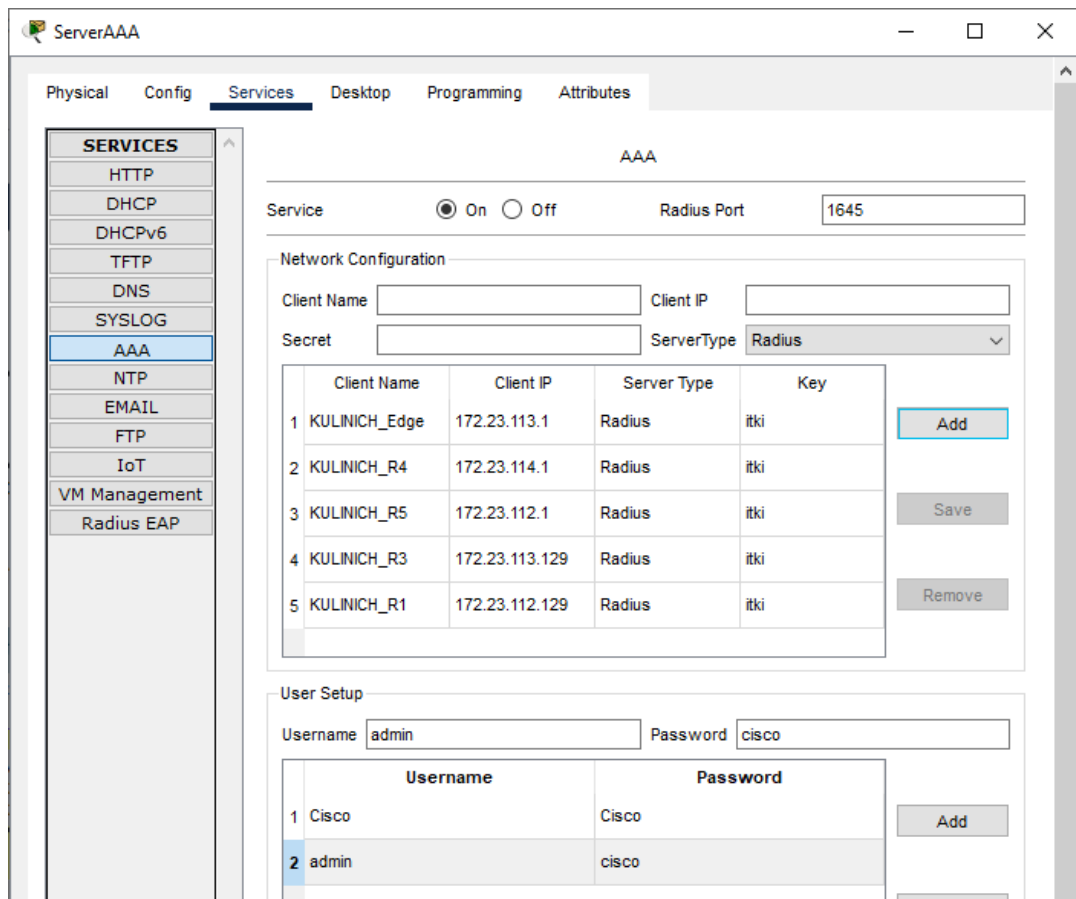 ServerAAA
Physical Config Services Desktop Programming Attributes
SERVICES
HTTP
DHCP
DHCPv6
TFTP
DNS
SYSLOG
AAA
NTP
EMAIL
FTP
IoT
VM Management
Radius EAP
AAA
Service On Off Radius Port 1645
Network Configuration
Client Name Client IP
Secret ServerType Radius
Client Name Client IP Server Type Key
1 KULINICH_Edge 172.23.113.1 Radius itki
2 KULINICH_R4 172.23.114.1 Radius itki
3 KULINICH_R5 172.23.112.1 Radius itki
4 KULINICH_R3 172.23.113.129 Radius itki
5 KULINICH_R1 172.23.112.129 Radius itki
Add
Save
Remove
User Setup
Username admin Password cisco
Username Password
1 Cisco Cisco
2 admin cisco
Add